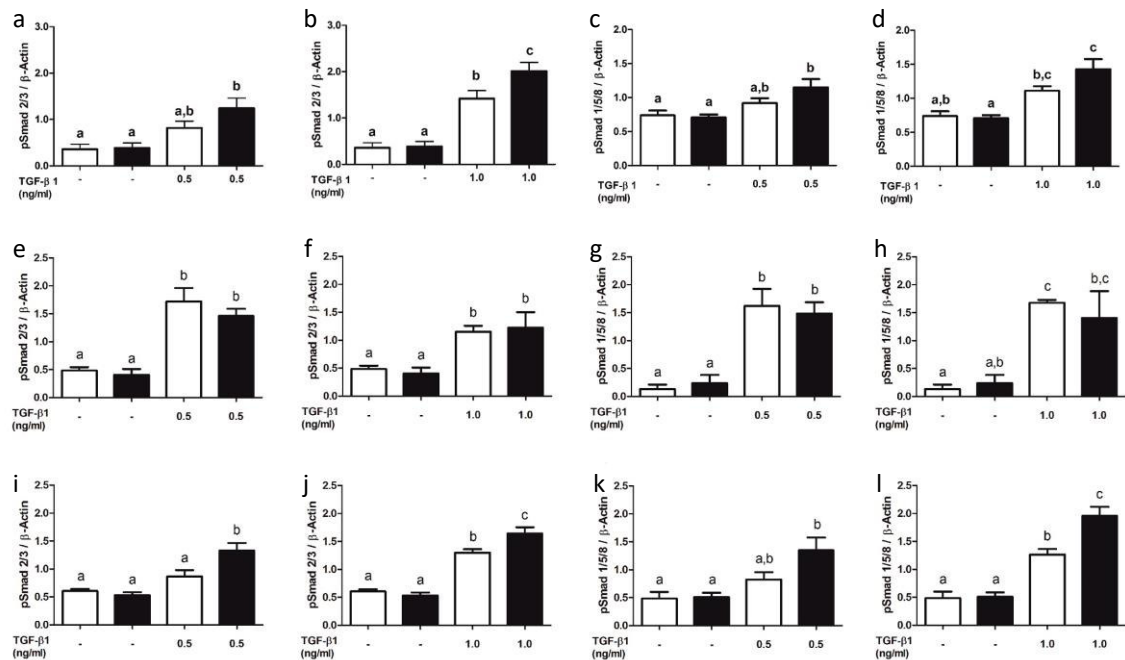 a
pSmad 2/3 / β-Actin
3.0
2.0
1.0
0.0
a
a
a,b
b
TGF-β 1 - - 0.5 0.5
(ng/ml)
b
pSmad 2/3 / β-Actin
3.0
2.0
1.0
0.0
a
a
b
c
TGF-β 1 - - 1.0 1.0
(ng/ml)
c
pSmad 1/5/8 / β-Actin
2.0
1.5
1.0
0.5
0.0
a
a
a,b
b
TGF-β 1 - - 0.5 0.5
(ng/ml)
d
pSmad 1/5/8 / β-Actin
2.0
1.5
1.0
0.5
0.0
a,b
a
b,c
c
TGF-β 1 - - 1.0 1.0
(ng/ml)
e
pSmad 2/3 / β-Actin
2.5
2.0
1.5
1.0
0.5
0.0
a
a
b
b
TGF-β1 - - 0.5 0.5
(ng/ml)
f
pSmad 2/3 / β-Actin
2.5
2.0
1.5
1.0
0.5
0.0
a
a
b
b
TGF-β1 - - 1.0 1.0
(ng/ml)
g
pSmad 1/5/8 / β-Actin
2.5
2.0
1.5
1.0
0.5
0.0
a
a
b
b
TGF-β1 - - 0.5 0.5
(ng/ml)
h
pSmad 1/5/8 / β-Actin
2.5
2.0
1.5
1.0
0.5
0.0
a
a,b
c
b,c
TGF-β1 - - 1.0 1.0
(ng/ml)
i
pSmad 2/3 / β-Actin
2.5
2.0
1.5
1.0
0.5
0.0
a
a
a
b
TGF-β1 - - 0.5 0.5
(ng/ml)
j
pSmad 2/3 / β-Actin
2.5
2.0
1.5
1.0
0.5
0.0
a
a
b
c
TGF-β1 - - 1.0 1.0
(ng/ml)
k
pSmad 1/5/8 / β-Actin
2.5
2.0
1.5
1.0
0.5
0.0
a
a
a,b
b
TGF-β1 - - 0.5 0.5
(ng/ml)
l
pSmad 1/5/8 / β-Actin
2.5
2.0
1.5
1.0
0.5
0.0
a
a
b
c
TGF-β1 - - 1.0 1.0
(ng/ml)